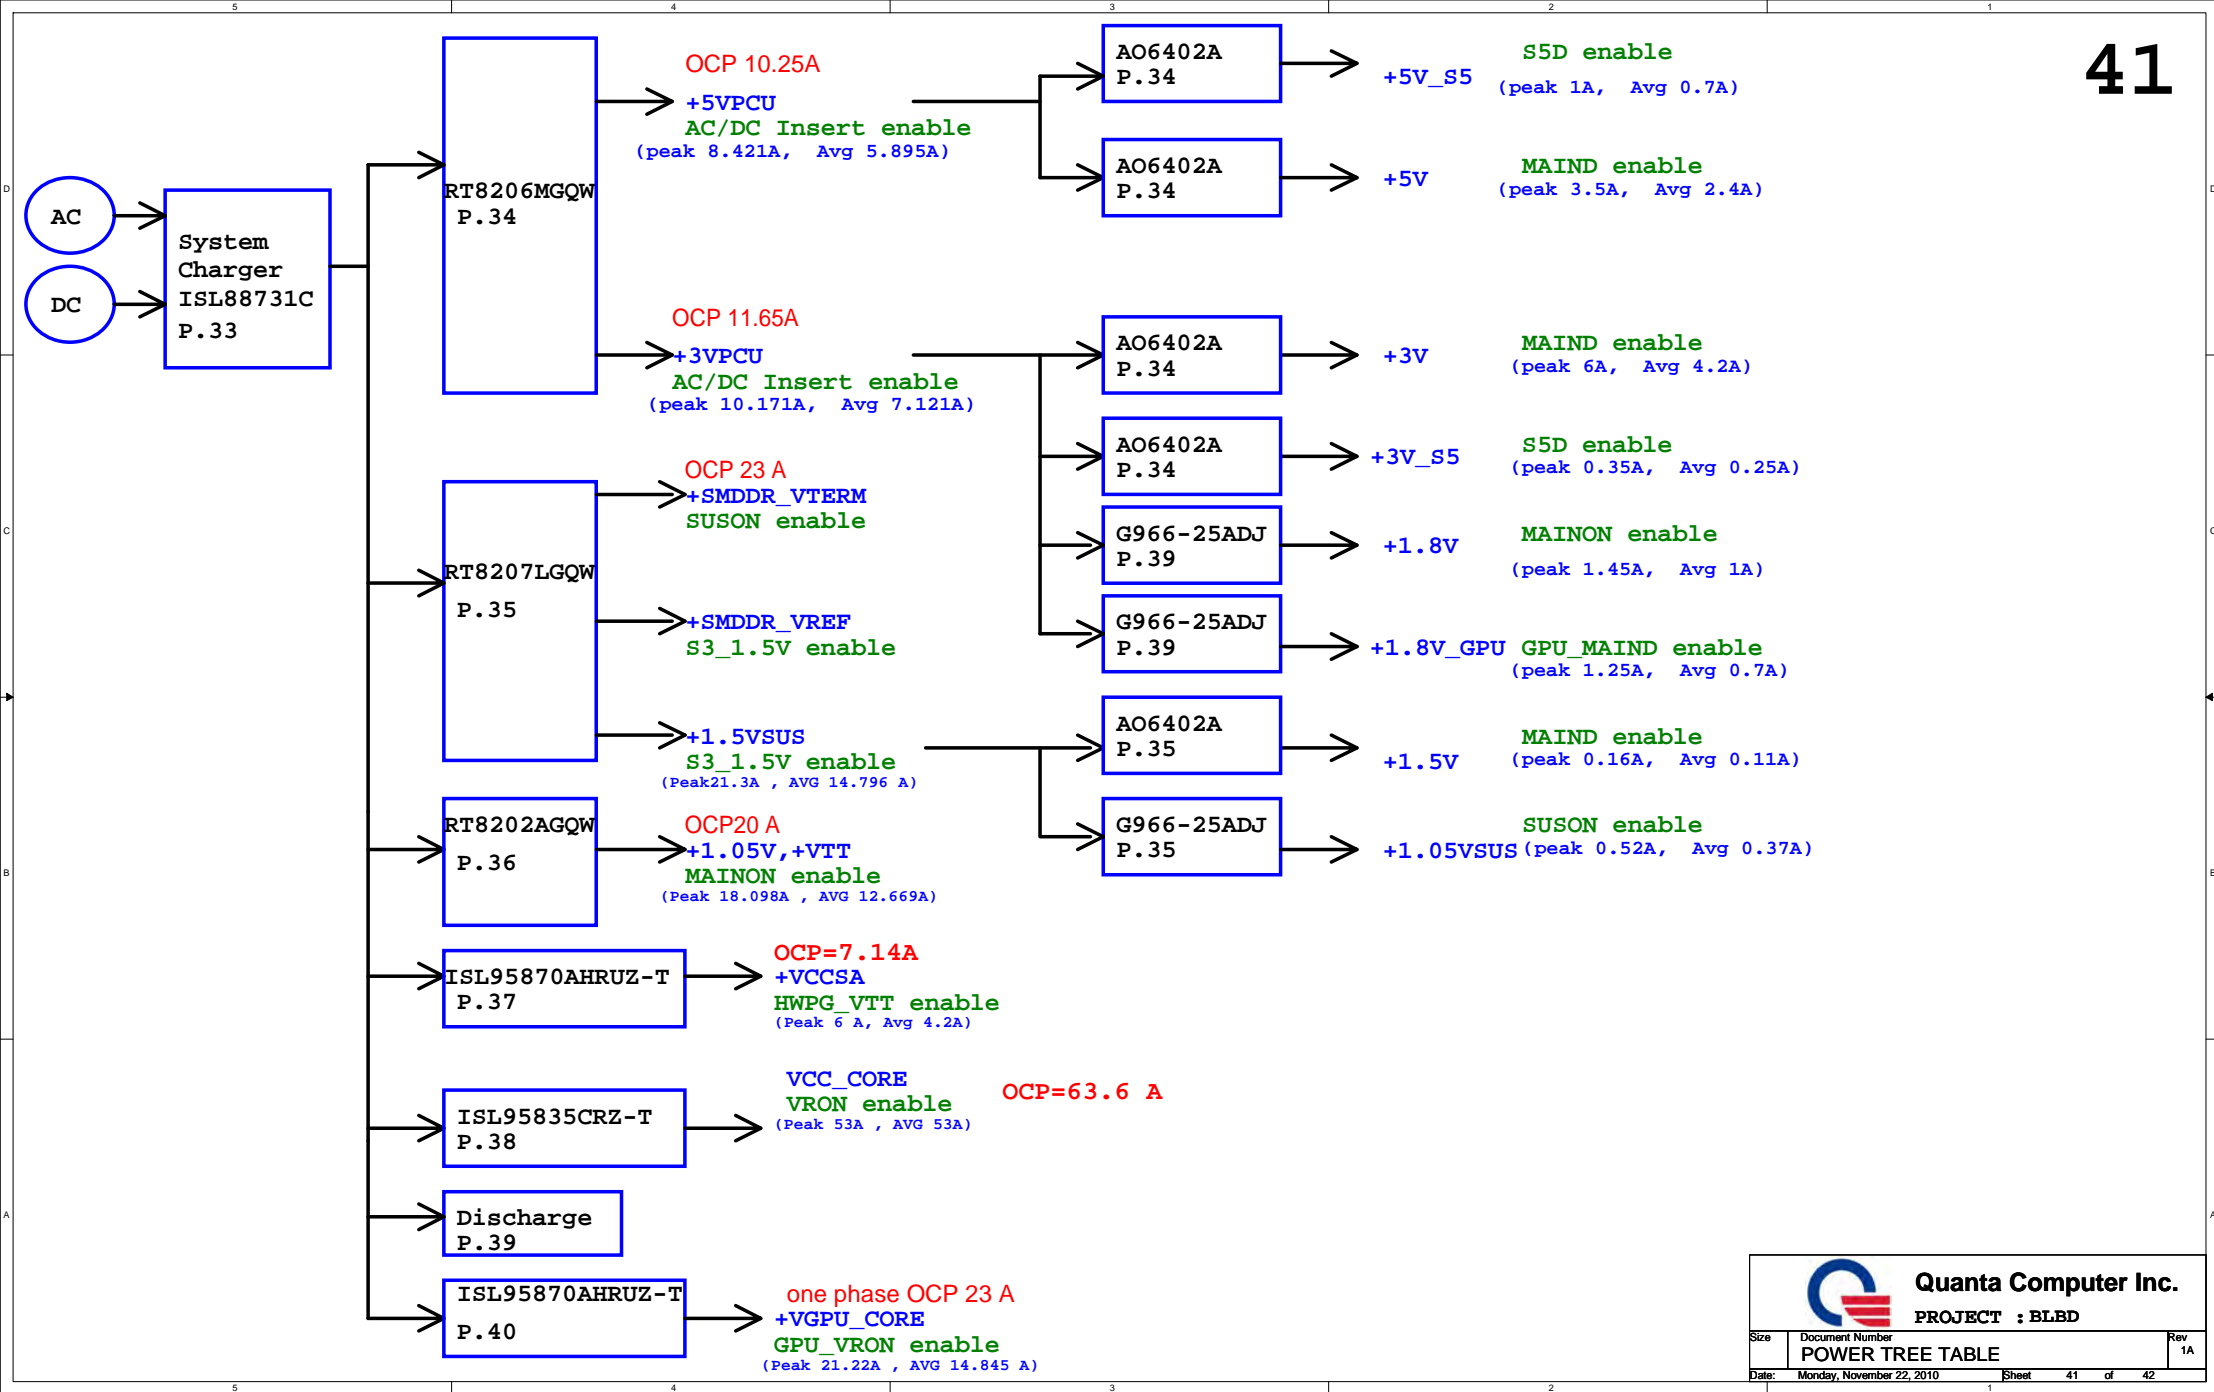 5
4
3
2
1
41
AC
DC
System
Charger
ISL88731C
P.33
RT8206MGQW
P.34
OCP 10.25A
+5VPCU
AC/DC Insert enable
(peak 8.421A, Avg 5.895A)
AO6402A
P.34
+5V_S5
S5D enable
(peak 1A, Avg 0.7A)
AO6402A
P.34
+5V
MAIND enable
(peak 3.5A, Avg 2.4A)
OCP 11.65A
+3VPCU
AC/DC Insert enable
(peak 10.171A, Avg 7.121A)
AO6402A
P.34
+3V
MAIND enable
(peak 6A, Avg 4.2A)
AO6402A
P.34
+3V_S5
S5D enable
(peak 0.35A, Avg 0.25A)
G966-25ADJ
P.39
+1.8V
MAINON enable
(peak 1.45A, Avg 1A)
G966-25ADJ
P.39
+1.8V_GPU
GPU_MAIND enable
(peak 1.25A, Avg 0.7A)
RT8207LGQW
P.35
OCP 23 A
+SMDDR_VTERM
SUSON enable
+SMDDR_VREF
S3_1.5V enable
+1.5VSUS
S3_1.5V enable
(Peak21.3A , AVG 14.796 A)
AO6402A
P.35
+1.5V
MAIND enable
(peak 0.16A, Avg 0.11A)
G966-25ADJ
P.35
+1.05VSUS
SUSON enable
(peak 0.52A, Avg 0.37A)
RT8202AGQW
P.36
OCP20 A
+1.05V,+VTT
MAINON enable
(Peak 18.098A , AVG 12.669A)
ISL95870AHRUZ-T
P.37
OCP=7.14A
+VCCSA
HWPG_VTT enable
(Peak 6 A, Avg 4.2A)
ISL95835CRZ-T
P.38
VCC_CORE
VRON enable
(Peak 53A , AVG 53A)
OCP=63.6 A
Discharge
P.39
ISL95870AHRUZ-T
P.40
one phase OCP 23 A
+VGPU_CORE
GPU_VRON enable
(Peak 21.22A , AVG 14.845 A)
D
D
C
C
B
B
A
A
Quanta Computer Inc.
PROJECT : BLBD
Size
Document Number
Rev
POWER TREE TABLE
1A
Date: Monday, November 22, 2010
Sheet 41 of 42
5
4
3
2
1